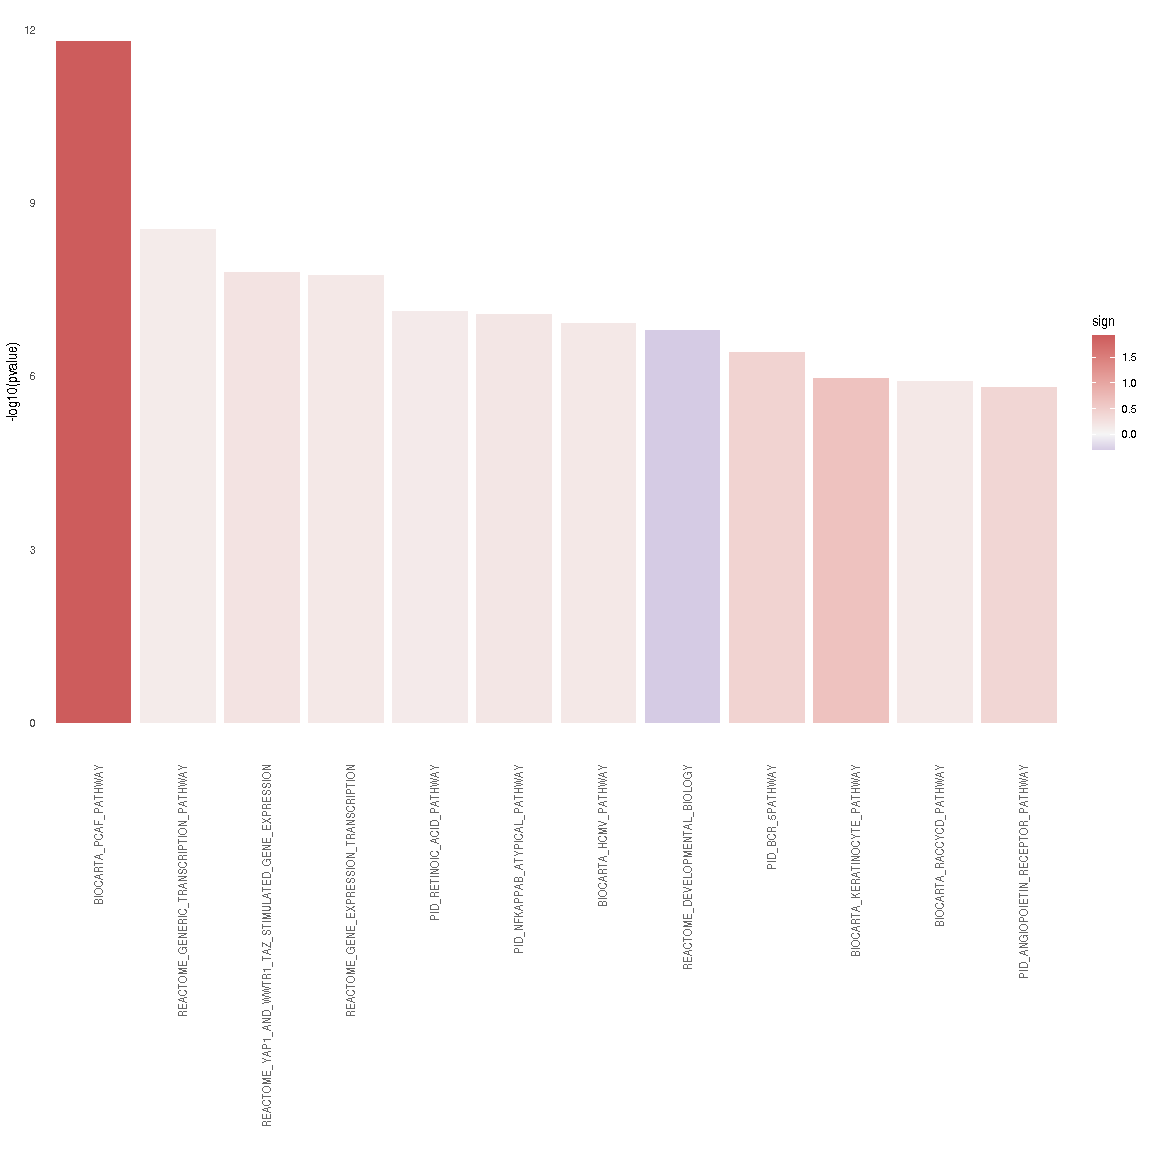 12
9
6
3
0
-log10(pvalue)
BIOCARTA_PCAF_PATHWAY
REACTOME_GENERIC_TRANSCRIPTION_PATHWAY
REACTOME_YAP1_AND_WWTR1_TAZ_STIMULATED_GENE_EXPRESSION
REACTOME_GENE_EXPRESSION_TRANSCRIPTION
PID_RETINOIC_ACID_PATHWAY
PID_NFKAPPAB_ATYPICAL_PATHWAY
BIOCARTA_HCMV_PATHWAY
REACTOME_DEVELOPMENTAL_BIOLOGY
PID_BCR_5PATHWAY
BIOCARTA_KERATINOCYTE_PATHWAY
BIOCARTA_RACCYCD_PATHWAY
PID_ANGIOPOIETIN_RECEPTOR_PATHWAY
sign
1.5
1.0
0.5
0.0